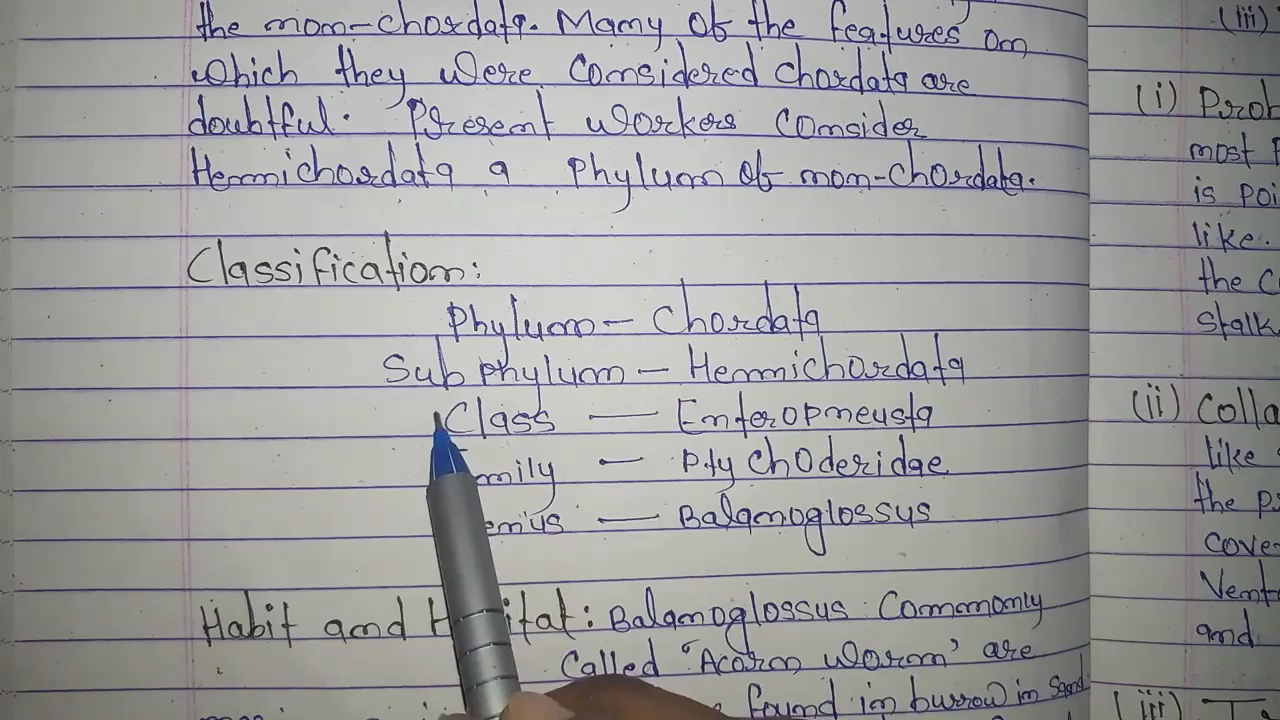 the non-chordata. Many of the features on
which they were considered chordata are
doubtful. Present workers consider
Hemichordata a phylum of non-chordata.
Classification:
Phylum - Chordata
Sub phylum - Hemichordata
Class — Enteropneusta
mily — Ptychoderidae
enius — Balanoglossus
Habit and H itat: Balanoglossus Commonly
Called 'Acorn worm' are
found in burrow in sand
(iii)
(i) Prob
most
is poi
like.
the C
stalk
(ii) Colla
like
the p
cove
Vent
and
(iii)